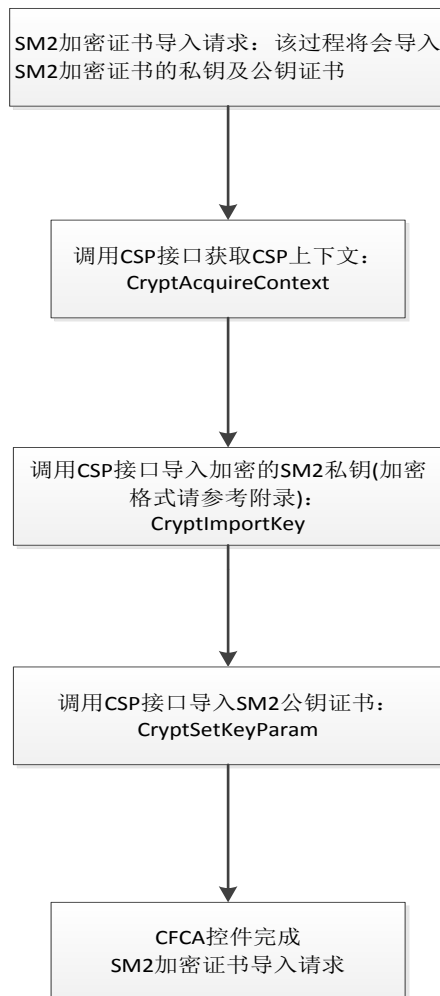 SM2加密证书导入请求：该过程将会导入
SM2加密证书的私钥及公钥证书
调用CSP接口获取CSP上下文：
CryptAcquireContext
调用CSP接口导入加密的SM2私钥(加密
格式请参考附录)：
CryptImportKey
调用CSP接口导入SM2公钥证书：
CryptSetKeyParam
CFCA控件完成
SM2加密证书导入请求